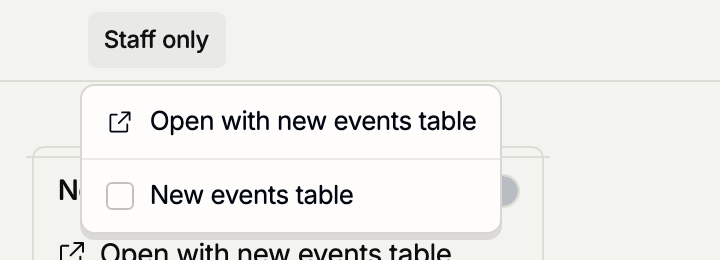 Staff only
Open with new events table
New events table
Open with new events table